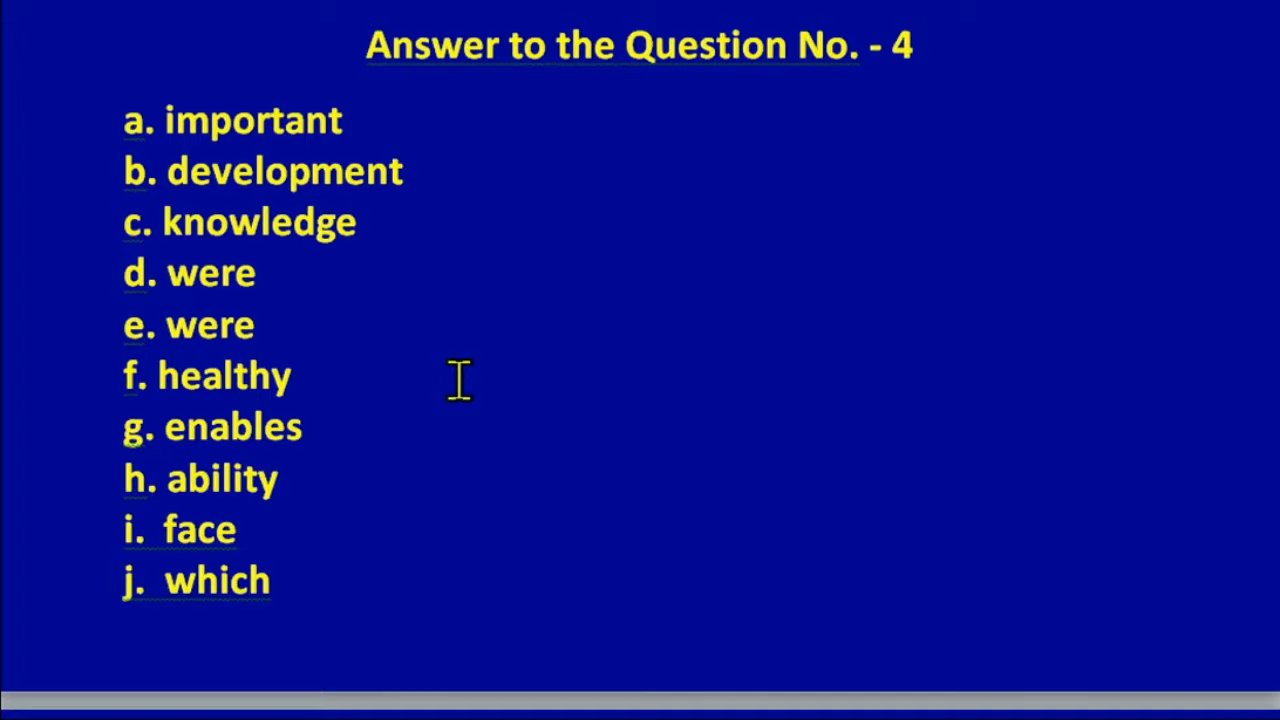 Answer to the Question No. - 4
a. important
b. development
c. knowledge
d. were
e. were
f. healthy
g. enables
h. ability
i. face
j. which